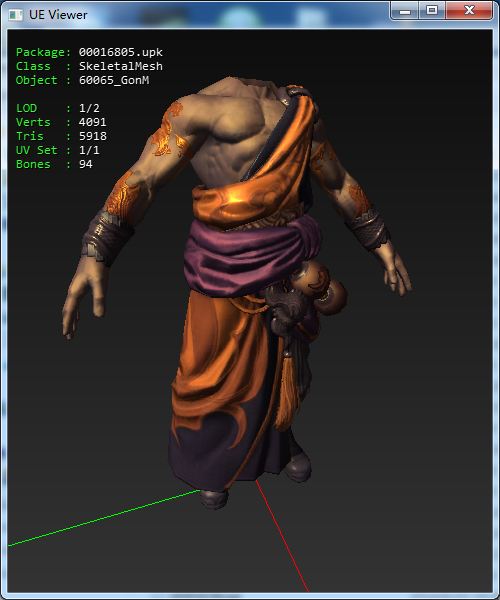 UE Viewer
Package: 00016805.upk
Class : SkeletalMesh
Object : 60065_GonM
LOD : 1/2
Verts : 4091
Tris : 5918
UV Set : 1/1
Bones : 94